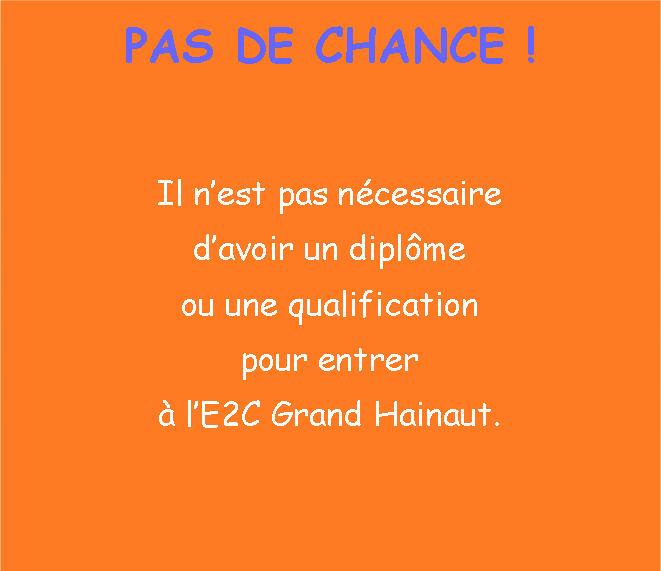 PAS DE CHANCE !
Il n’est pas nécessaire
d’avoir un diplôme
ou une qualification
pour entrer
à l’E2C Grand Hainaut.